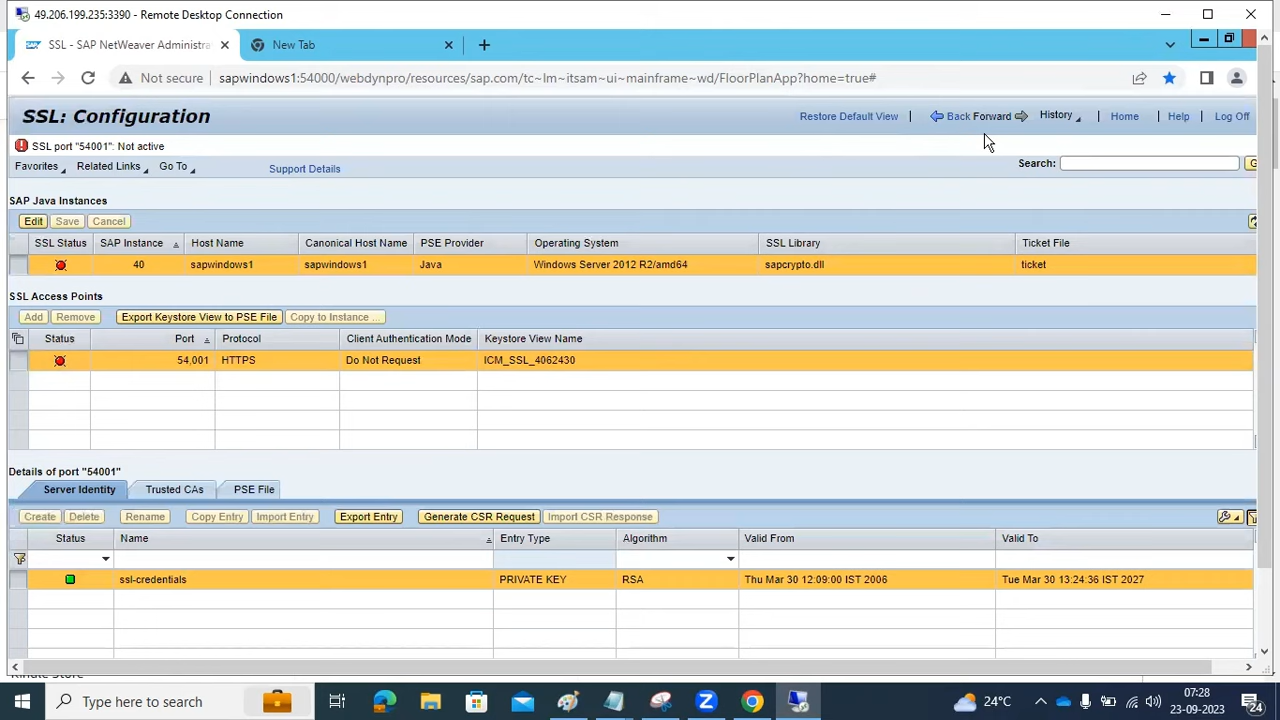 49.206.199.235:3390 - Remote Desktop Connection
SSL - SAP NetWeaver Administra
New Tab
Not secure sapwindows1:54000/webdynpro/resources/sap.com/tc~lm~itsam~ui~mainframe~wd/FloorPlanApp?home=true#
SSL: Configuration
Restore Default View | Back Forward History | Home | Help | Log Off
SSL port "54001": Not active
Favorites Related Links Go To Support Details Search: G
SAP Java Instances
Edit Save Cancel
SSL Status SAP Instance Host Name Canonical Host Name PSE Provider Operating System SSL Library Ticket File
40 sapwindows1 sapwindows1 Java Windows Server 2012 R2/amd64 sapcrypto.dll ticket
SSL Access Points
Add Remove Export Keystore View to PSE File Copy to Instance ...
Status Port Protocol Client Authentication Mode Keystore View Name
54,001 HTTPS Do Not Request ICM_SSL_4062430
Details of port "54001"
Server Identity Trusted CAs PSE File
Create Delete Rename Copy Entry Import Entry Export Entry Generate CSR Request Import CSR Response
Status Name Entry Type Algorithm Valid From Valid To
ssl-credentials PRIVATE KEY RSA Thu Mar 30 12:09:00 IST 2006 Tue Mar 30 13:24:36 IST 2027
Type here to search
24°C
07:28
23-09-2023
24